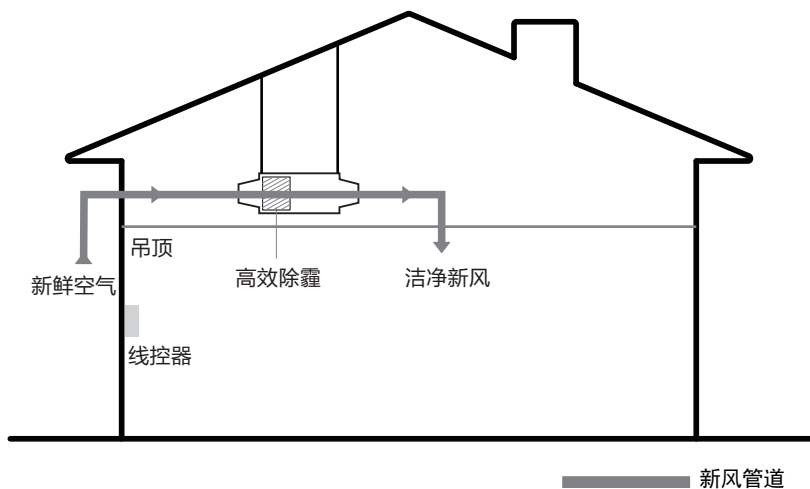 吊顶
新鲜空气
高效除霾
洁净新风
线控器
新风管道